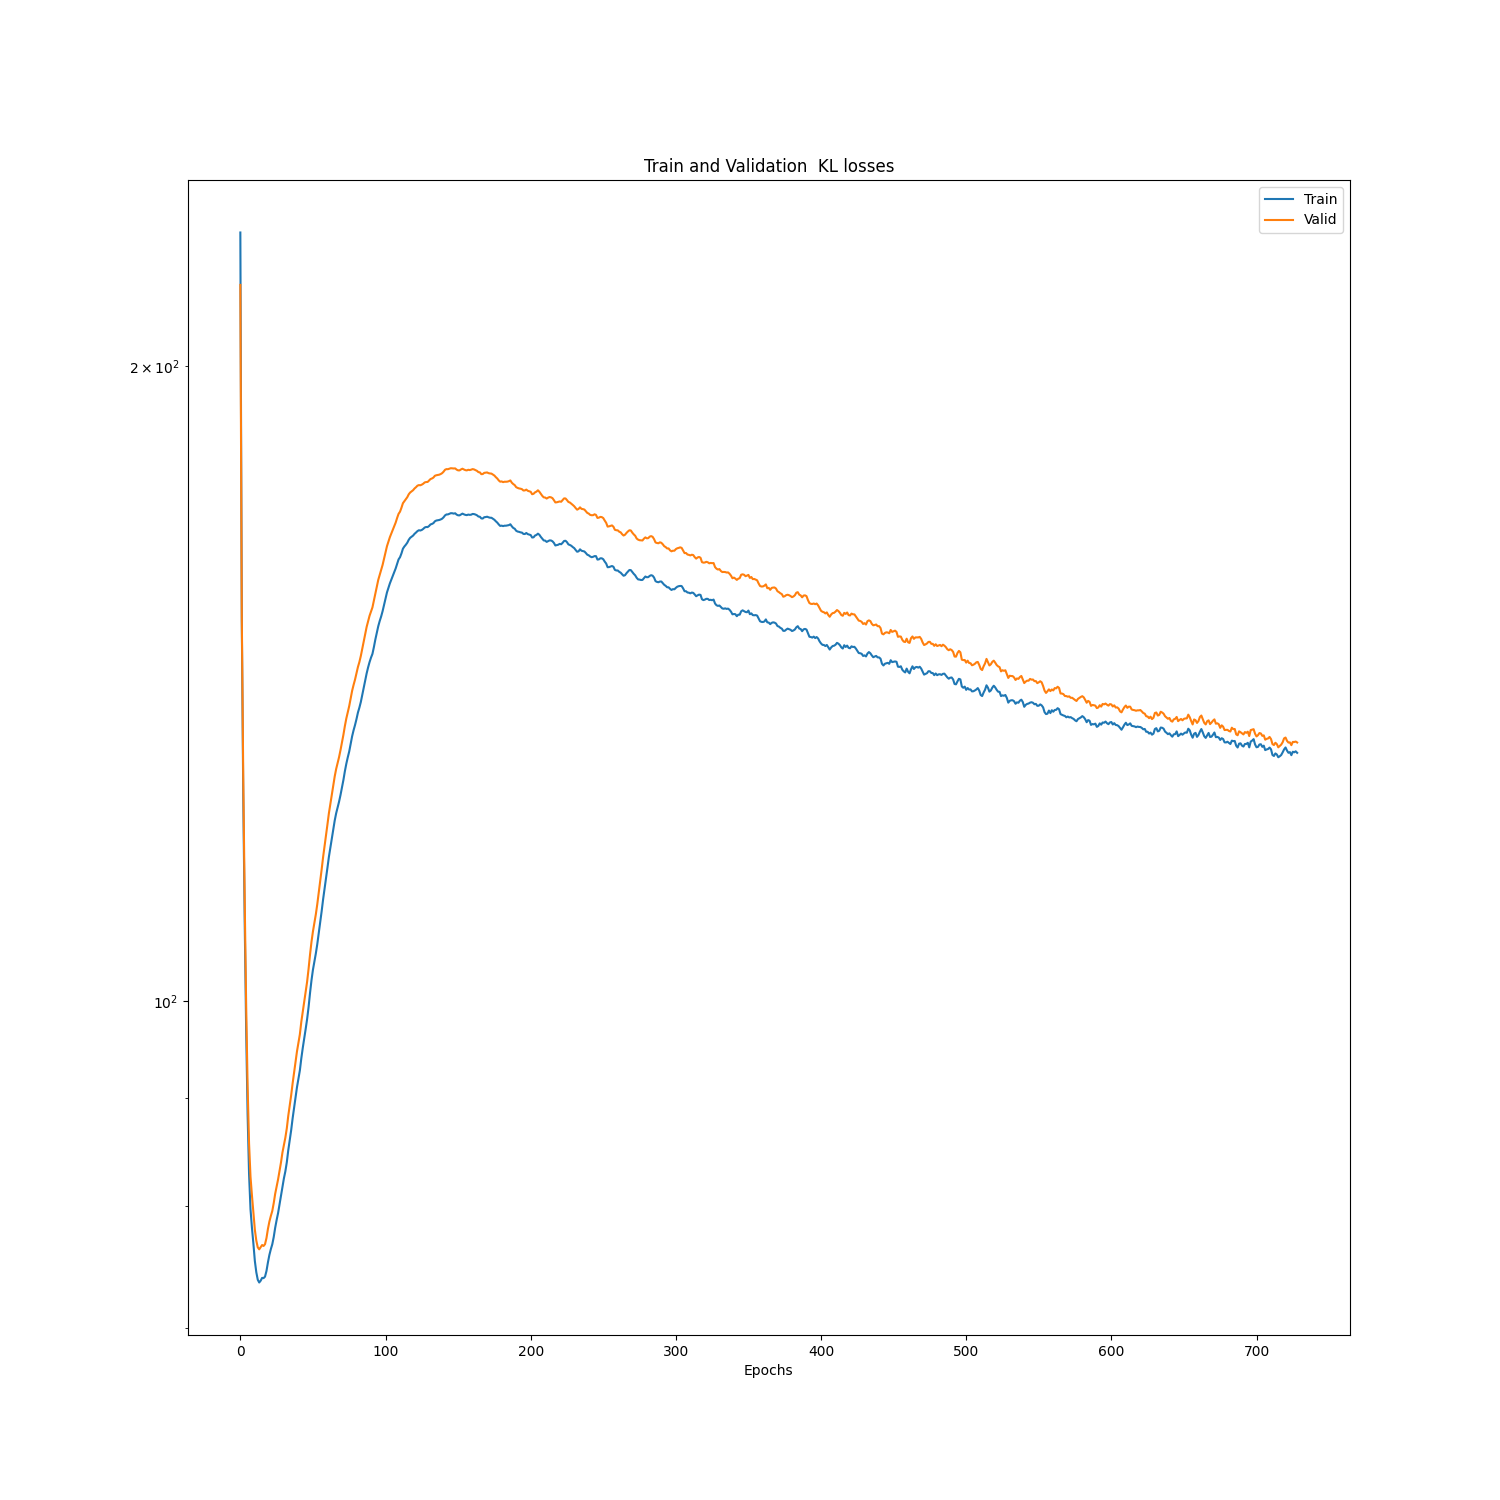 Train and Validation  KL losses
Train
Valid
2 × 10²
10²
0 100 200 300 400 500 600 700
Epochs